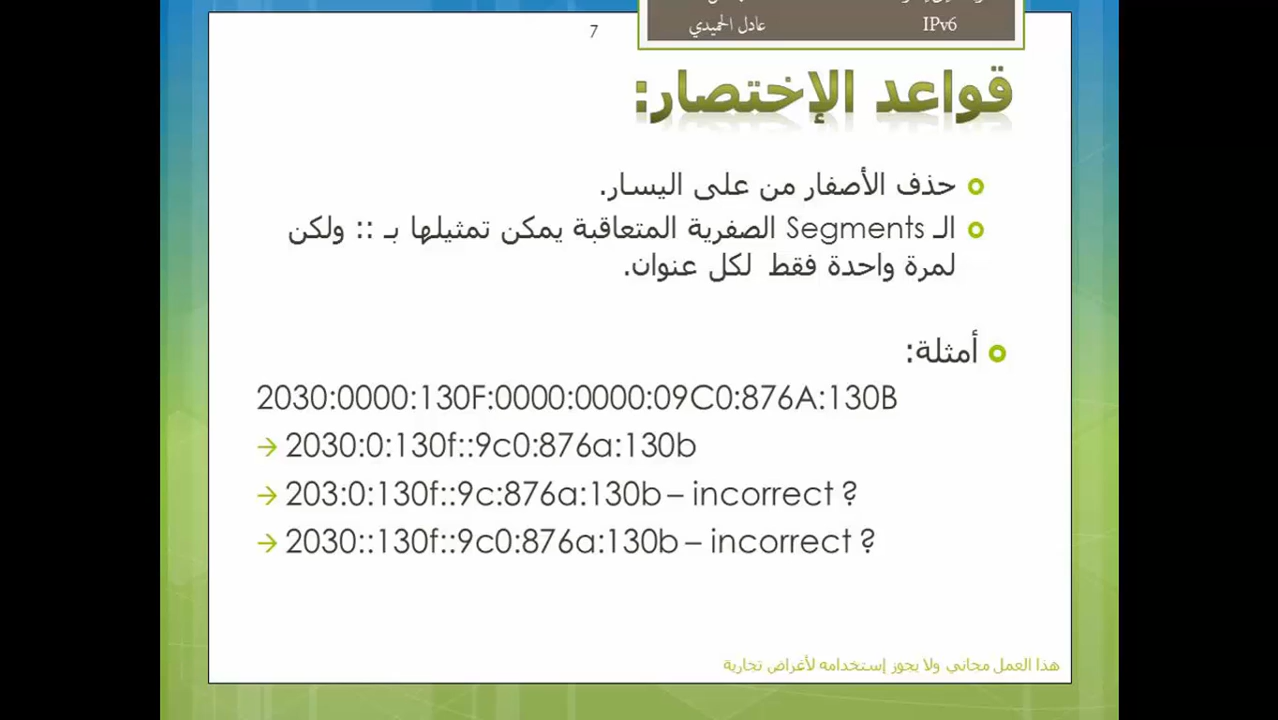 IPv6 عادل الحميدي
7
قواعد الإختصار:
حذف الأصفار من على اليسار.
الـ Segments الصفرية المتعاقبة يمكن تمثيلها بـ :: ولكن
لمرة واحدة فقط لكل عنوان.
أمثلة:
2030:0000:130F:0000:0000:09C0:876A:130B
→ 2030:0:130f::9c0:876a:130b
→ 203:0:130f::9c:876a:130b – incorrect ?
→ 2030::130f::9c0:876a:130b – incorrect ?
هذا العمل مجاني ولا يجوز إستخدامه لأغراض تجارية